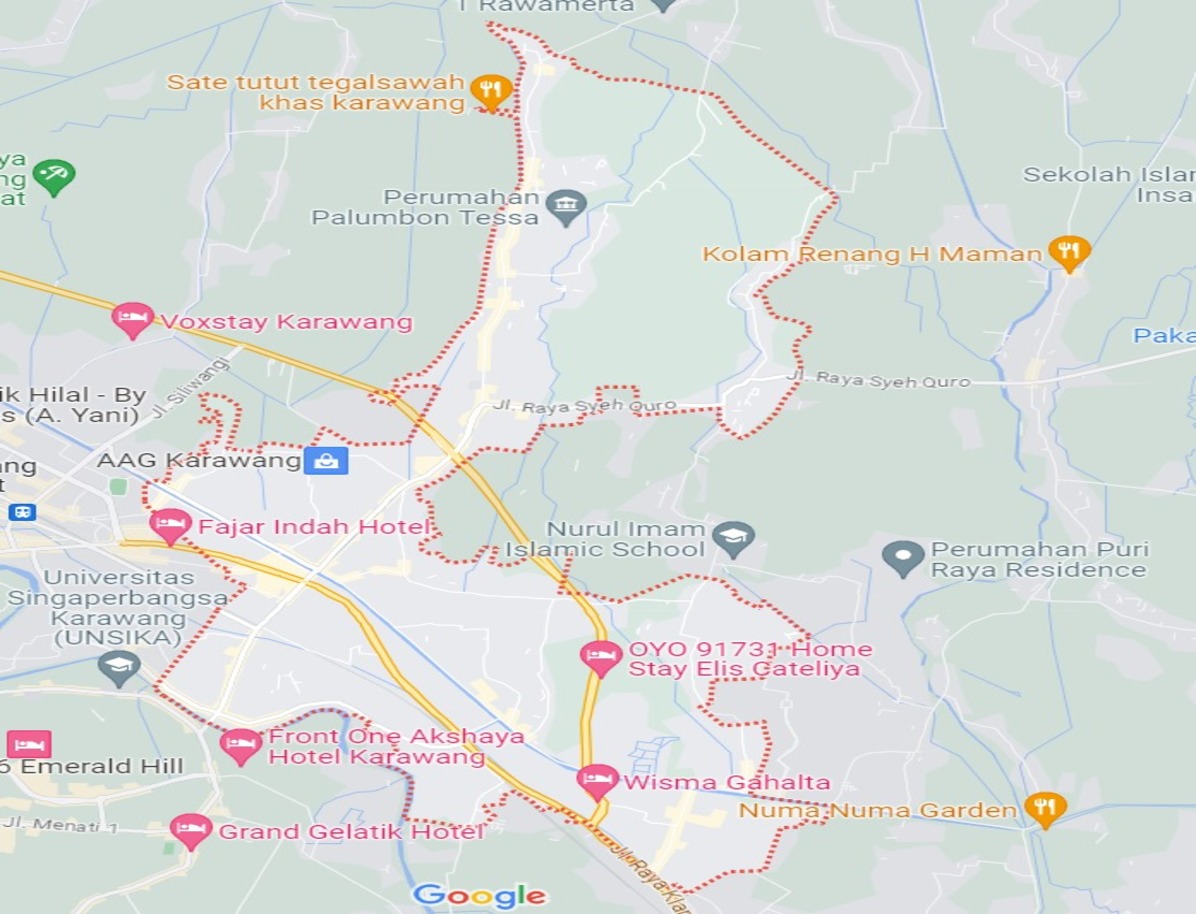 1 Rawamerta
Sate tutut tegalsawah
khas karawang
ya
ng
at
Sekolah Islam
Insa
Perumahan
Palumbon Tessa
Kolam Renang H Maman
Voxstay Karawang
Paka
Jl. Siliwangi
Jl. Raya Syeh Quro
ik Hilal - By
s (A. Yani)
Jl. Raya Syeh Quro
AAG Karawang
ang
t
Fajar Indah Hotel
Nurul Imam
Islamic School
Perumahan Puri
Raya Residence
Universitas
Singaperbangsa
Karawang
(UNSIKA)
OYO 91731 Home
Stay Elis Cateliya
Front One Akshaya
Hotel Karawang
6 Emerald Hill
Wisma Gahalta
Numa Numa Garden
Jl. Menati 1
Grand Gelatik Hotel
Jl. Raya Klar
Google